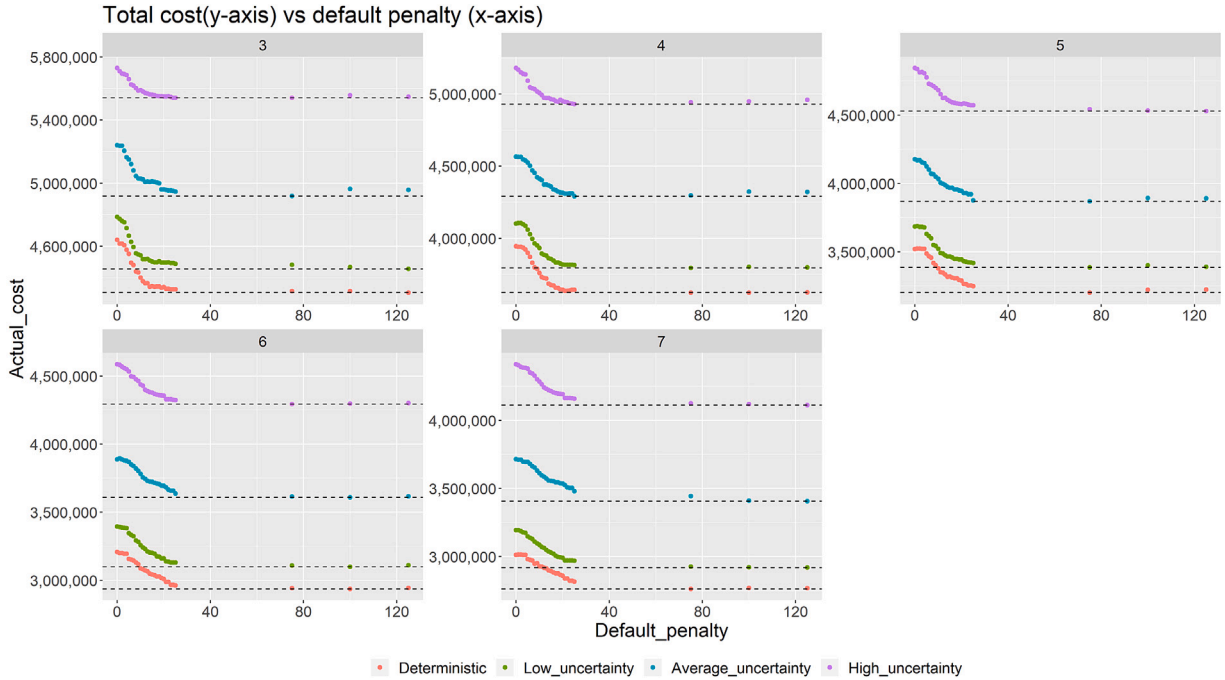 Total cost(y-axis) vs default penalty (x-axis)
3
4
5
5,800,000
5,400,000
5,000,000
4,600,000
5,000,000
4,500,000
4,000,000
4,500,000
4,000,000
3,500,000
0 40 80 120
0 40 80 120
0 40 80 120
Actual_cost
6
7
4,500,000
4,000,000
3,500,000
3,000,000
4,000,000
3,500,000
3,000,000
0 40 80 120
0 40 80 120
Default_penalty
Deterministic Low_uncertainty Average_uncertainty High_uncertainty